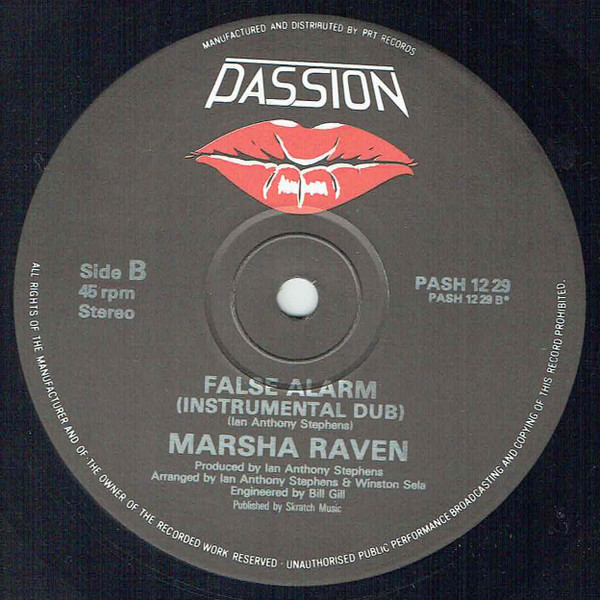 MANUFACTURED AND DISTRIBUTED BY PRT RECORDS
PASSION
Side B
45 rpm
Stereo
PASH 12 29
PASH 12 29 B*
FALSE ALARM
(INSTRUMENTAL DUB)
(Ian Anthony Stephens)
MARSHA RAVEN
Produced by Ian Anthony Stephens
Arranged by Ian Anthony Stephens & Winston Sela
Engineered by Bill Gill
Published by Skratch Music
ALL RIGHTS OF THE MANUFACTURER AND OF THE OWNER OF THE RECORDED WORK RESERVED · UNAUTHORISED PUBLIC PERFORMANCE BROADCASTING AND COPYING OF THIS RECORD PROHIBITED.